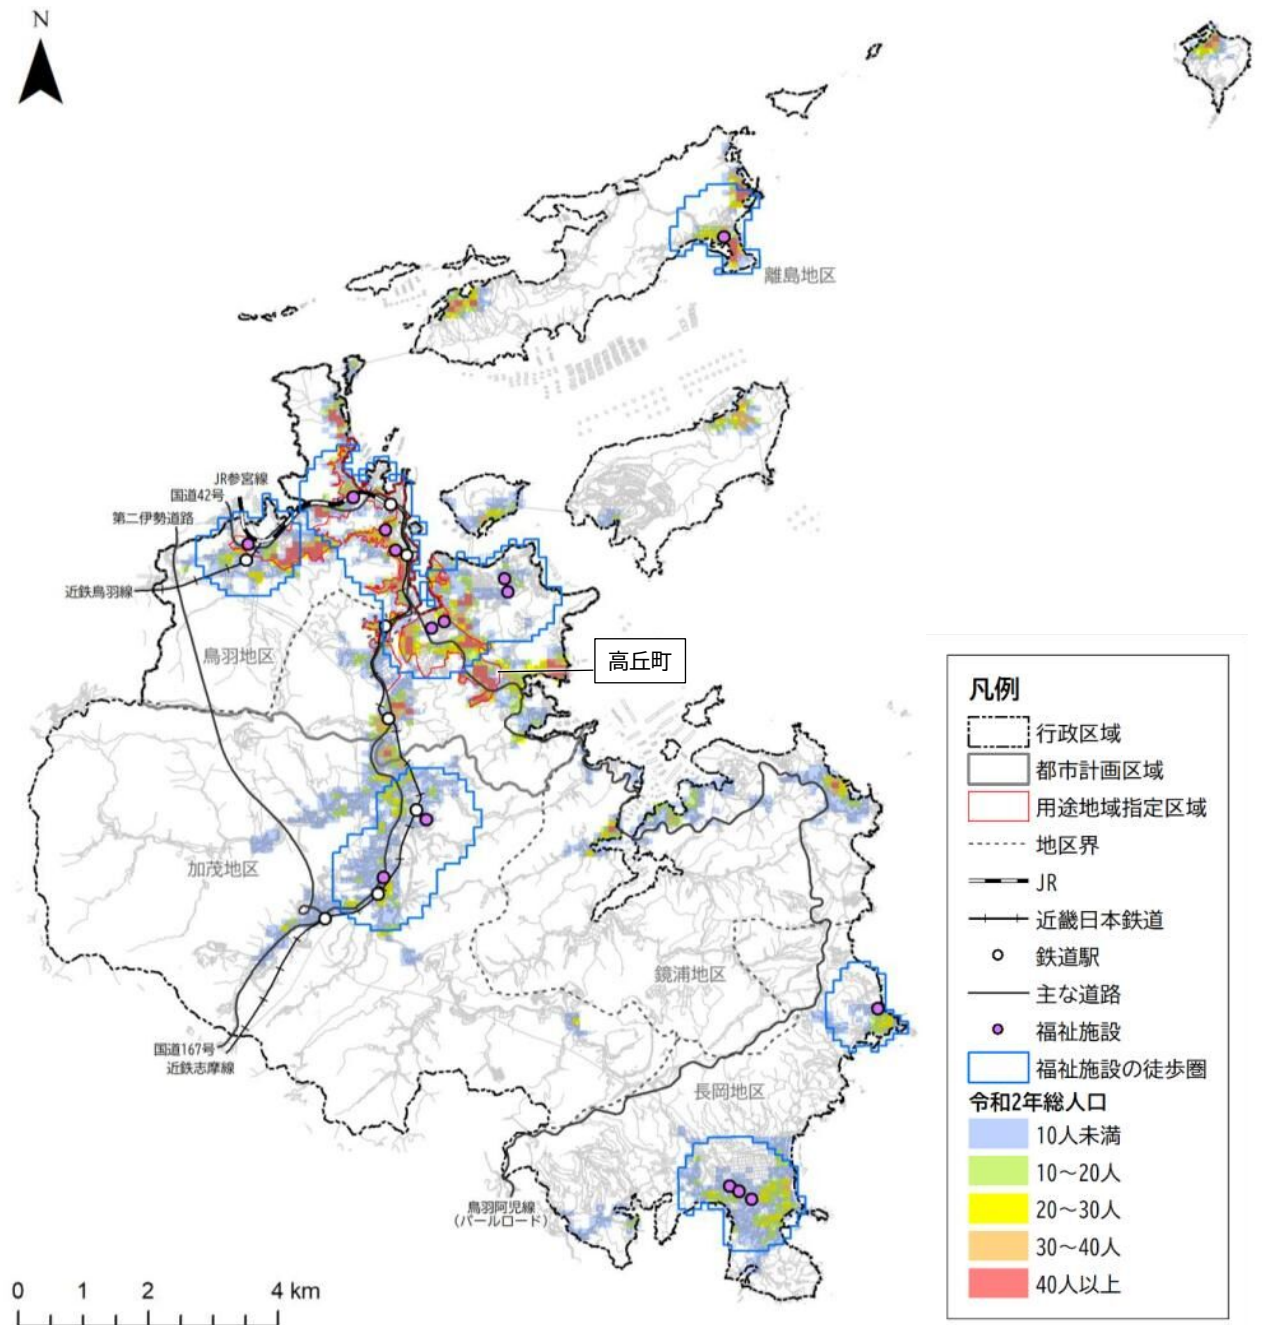 N
離島地区
JR参宮線
国道42号
第二伊勢道路
近鉄鳥羽線
鳥羽地区
高丘町
加茂地区
鏡浦地区
国道167号
近鉄志摩線
長岡地区
鳥羽阿児線
(パールロード)
0 1 2 4 km
凡例
行政区域
都市計画区域
用途地域指定区域
地区界
JR
近畿日本鉄道
鉄道駅
主な道路
福祉施設
福祉施設の徒歩圏
令和2年総人口
10人未満
10～20人
20～30人
30～40人
40人以上